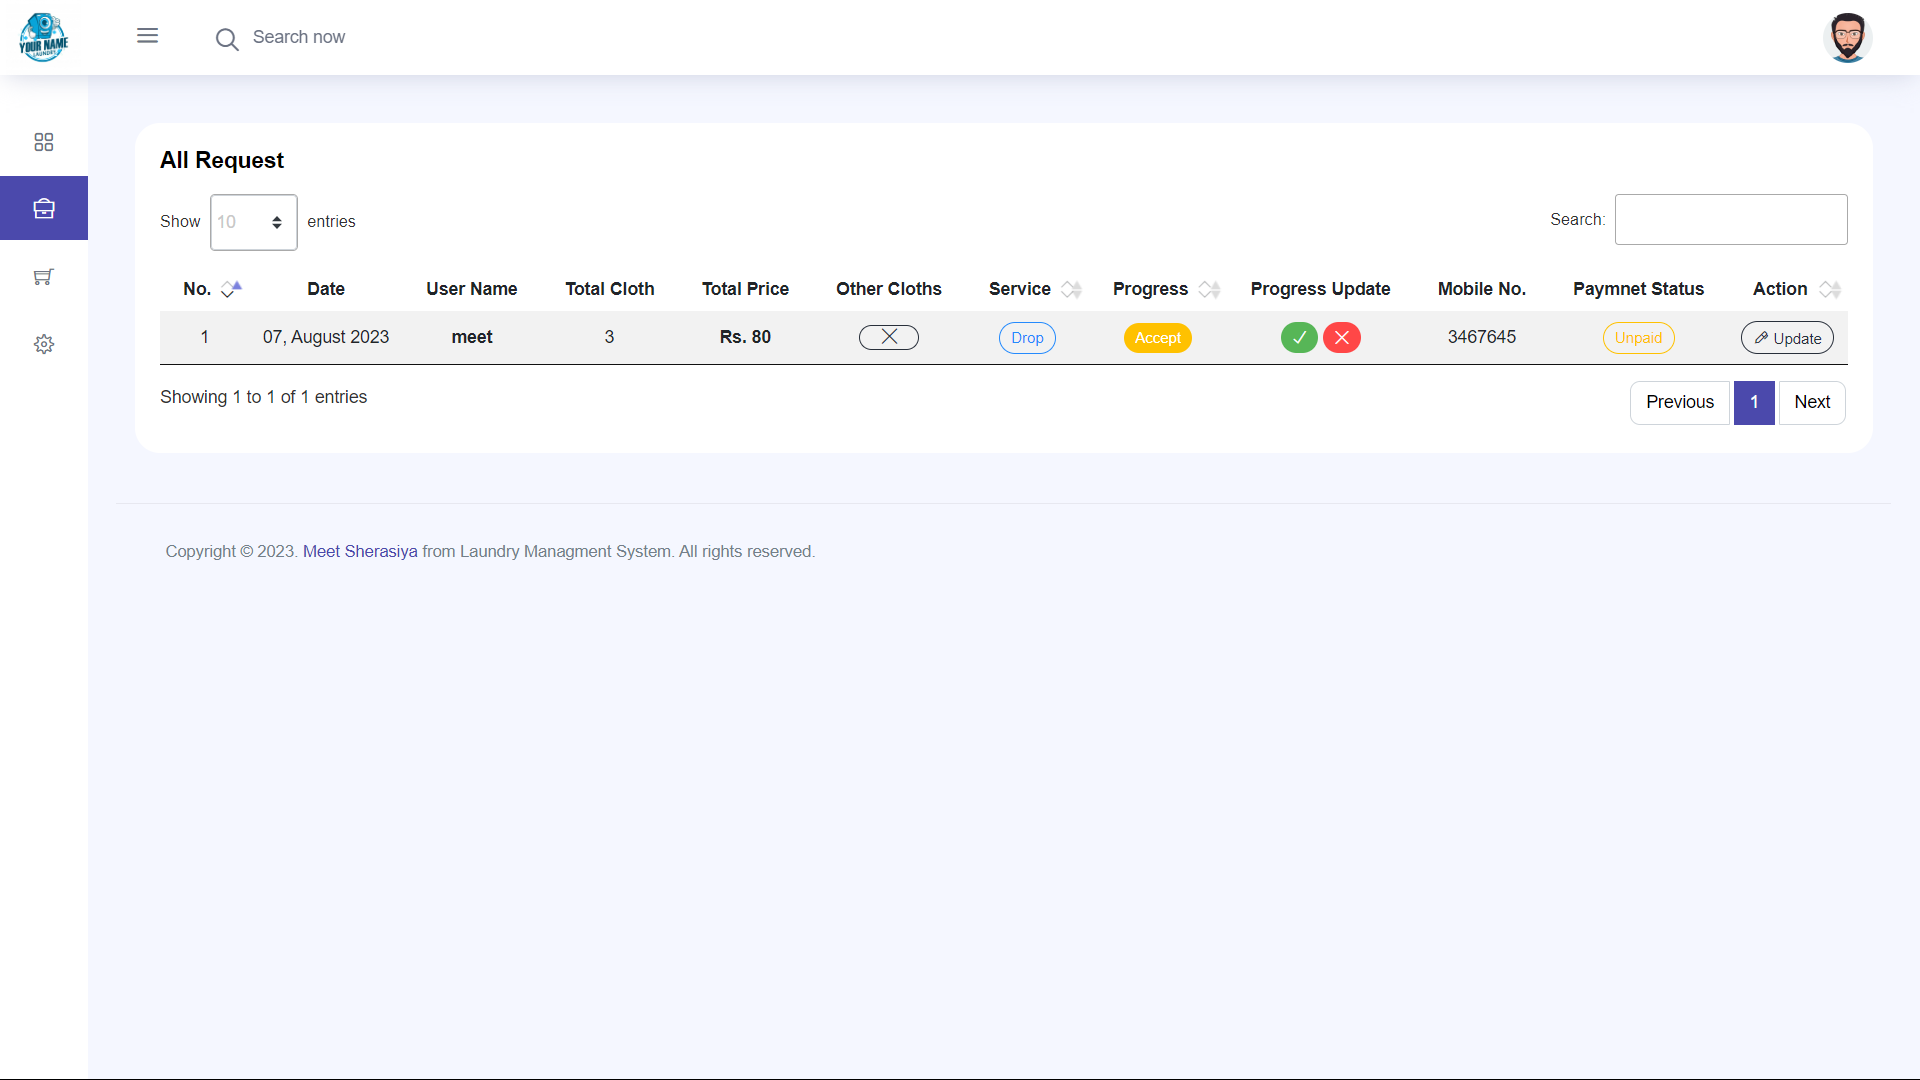 YOUR NAME
LAUNDRY
Search now
All Request
Show 10 entries
Search:
No. Date User Name Total Cloth Total Price Other Cloths Service Progress Progress Update Mobile No. Paymnet Status Action
1 07, August 2023 meet 3 Rs. 80 Drop Accept 3467645 Unpaid Update
Showing 1 to 1 of 1 entries
Previous 1 Next
Copyright © 2023. Meet Sherasiya from Laundry Managment System. All rights reserved.